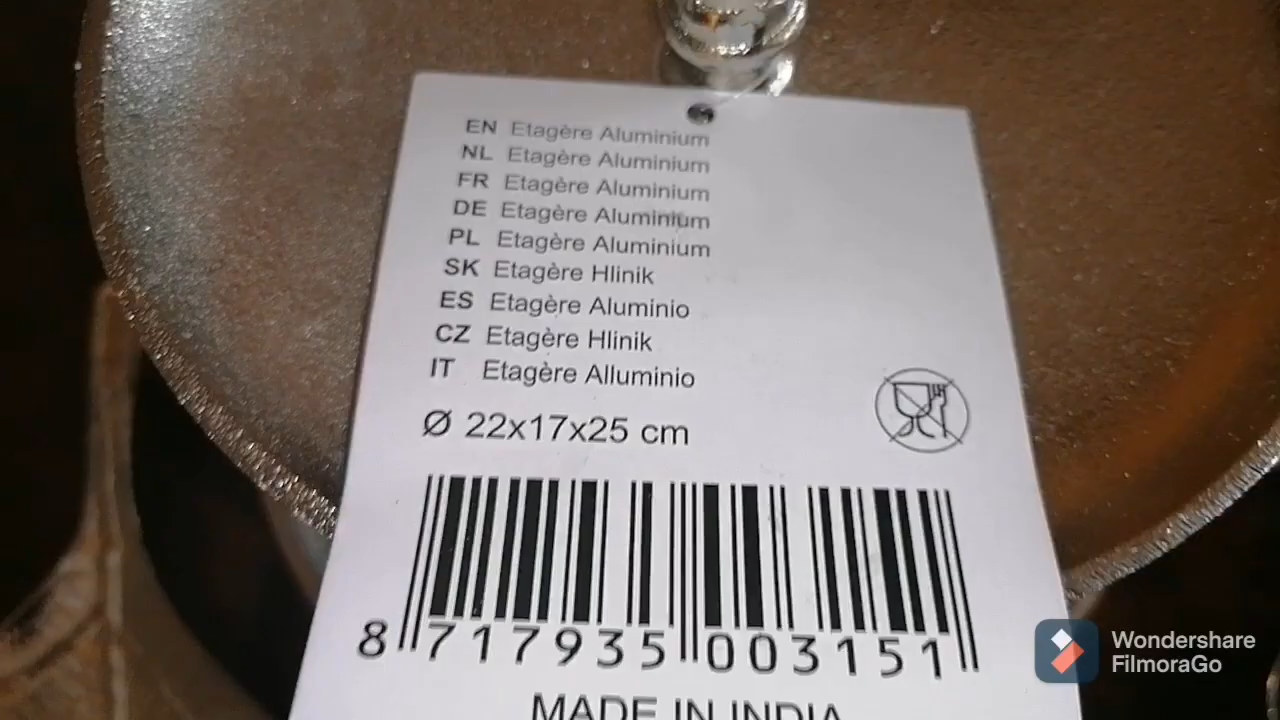 EN Etagère Aluminium
NL Etagère Aluminium
FR Etagère Aluminium
DE Etagère Aluminium
PL Etagère Aluminium
SK Etagère Hlinik
ES Etagère Aluminio
CZ Etagère Hlinik
IT Etagère Alluminio
Ø 22x17x25 cm
8 717935 003151
MADE IN INDIA
Wondershare
FilmoraGo